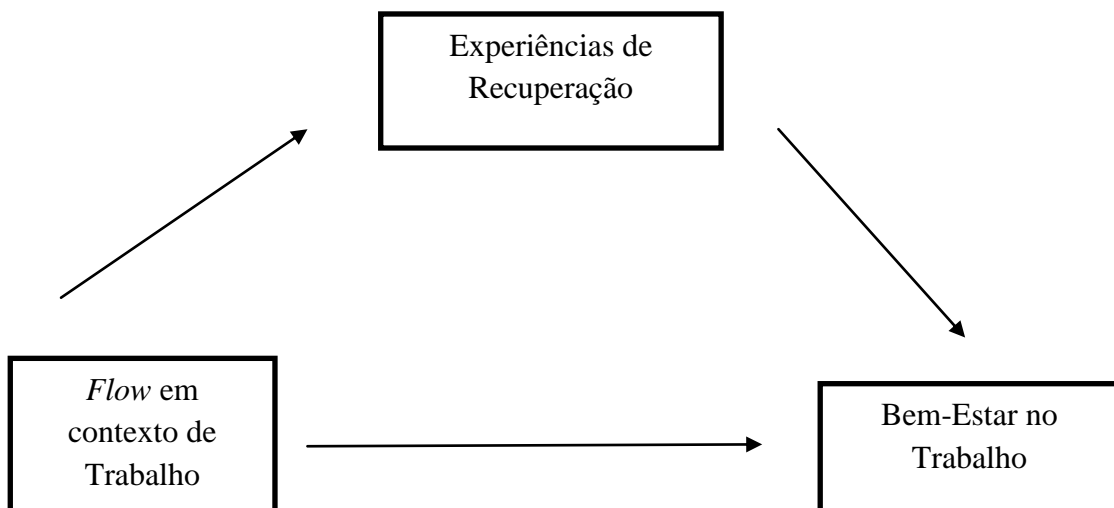 Experiências de
Recuperação
Flow em
contexto de
Trabalho
Bem-Estar no
Trabalho